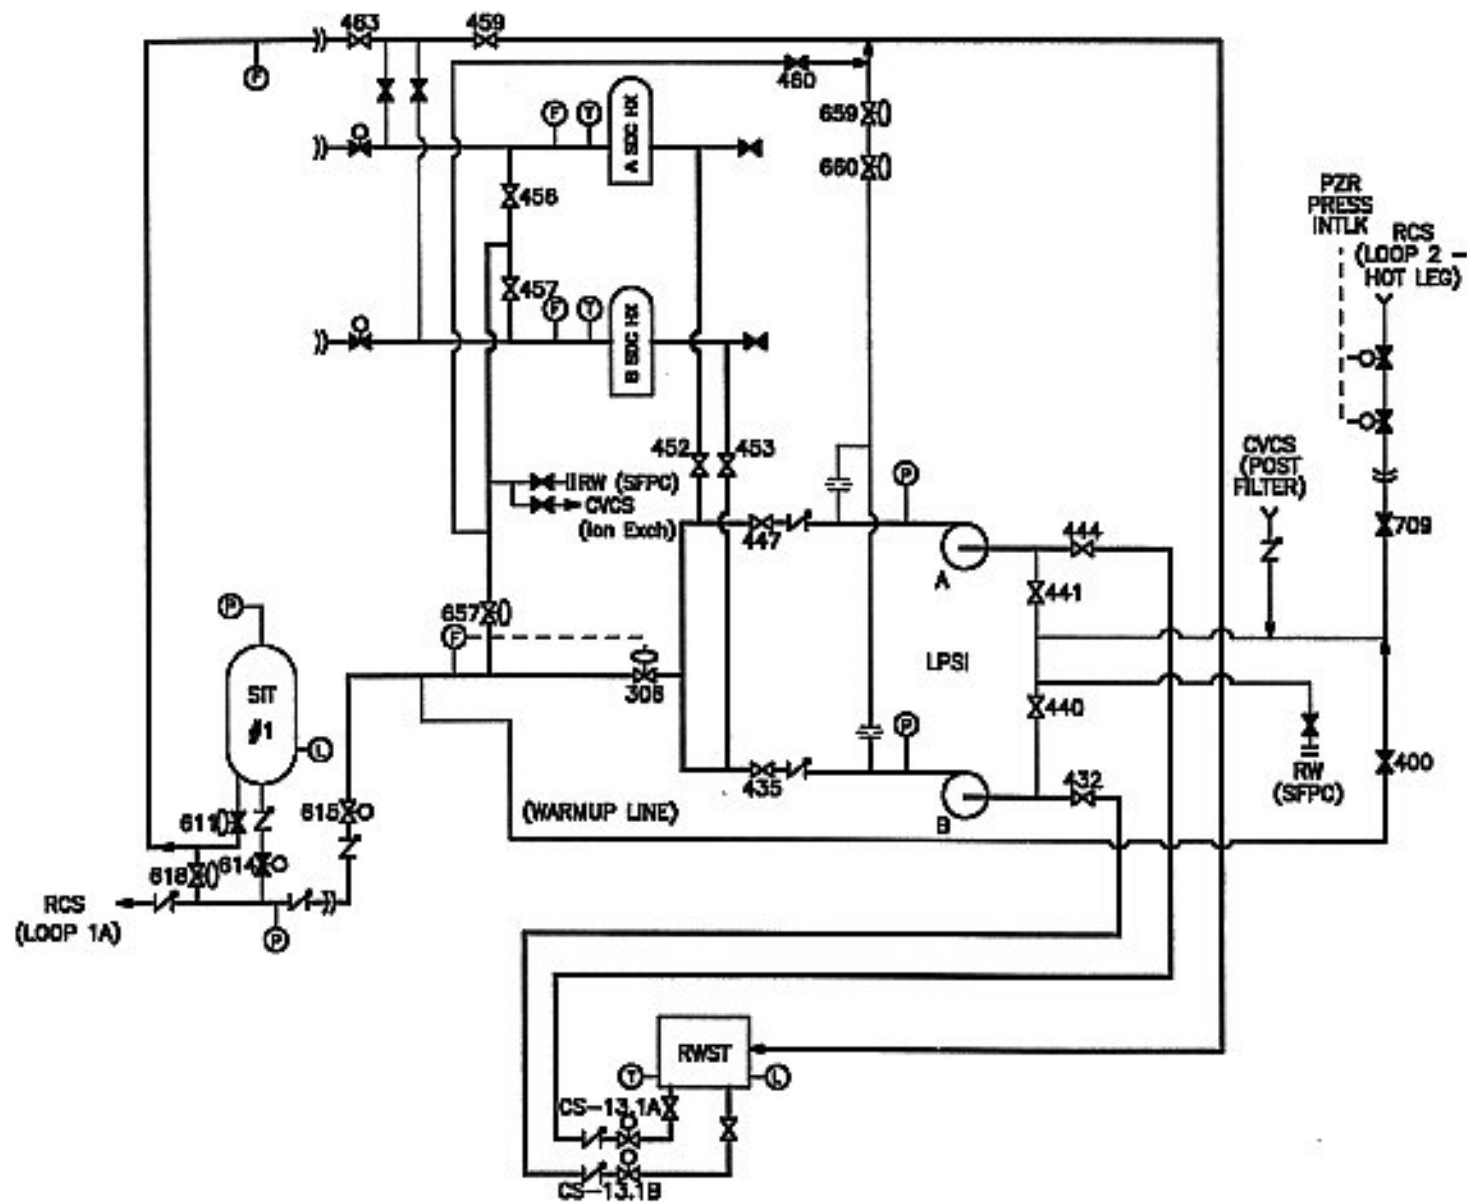 463
459
F
460
659
660
A SDC HX
F
T
458
457
B SDC HX
F
T
PZR
PRESS
INTLK
RCS
(LOOP 2 –
HOT LEG)
452
453
RW (SFPC)
CVCS
(Ion Exch)
447
P
A
444
441
CVCS
(POST
FILTER)
709
657
F
306
LPSI
440
P
SIT
#1
L
P
435
B
432
RW
(SFPC)
400
(WARMUP LINE)
611
615
618
614
RCS
(LOOP 1A)
P
RWST
T
L
CS-13.1A
CS-13.1B